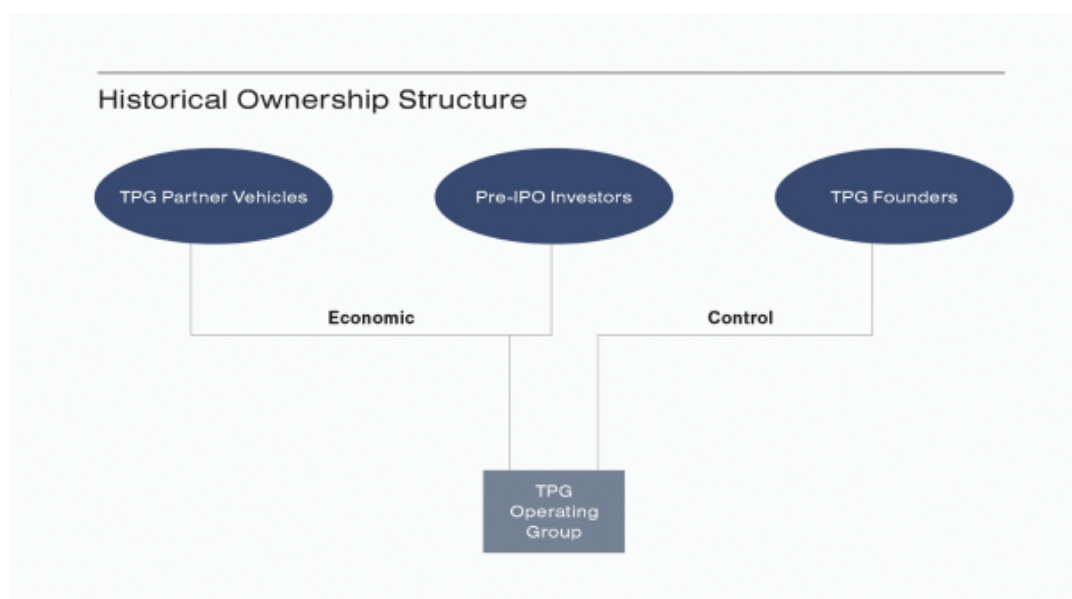 Historical Ownership Structure
TPG Partner Vehicles
Pre-IPO Investors
TPG Founders
Economic
Control
TPG
Operating
Group